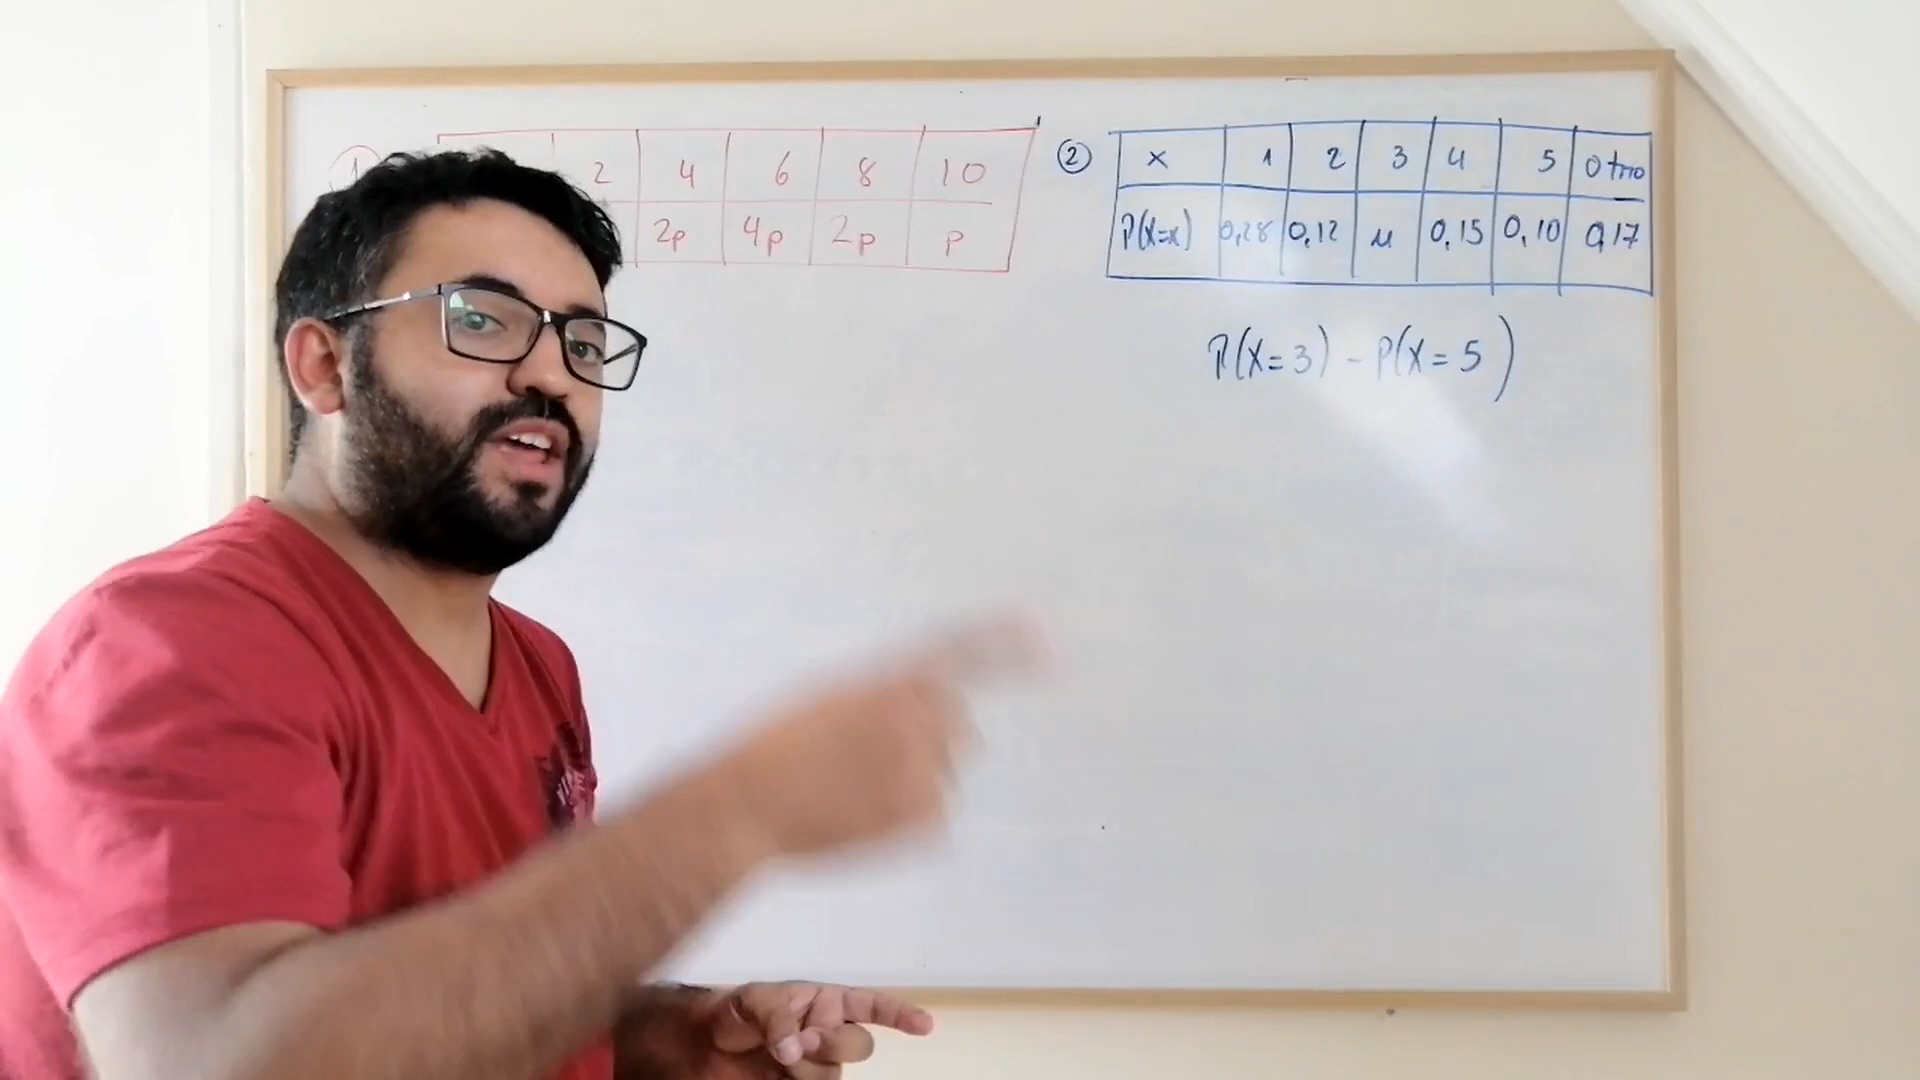 2 4 6 8 10
2p 4p 2p p
② x 1 2 3 4 5 Otro
P(X=x) 0,28 0,12 u 0,15 0,10 0,17
P(X=3) - P(X=5)